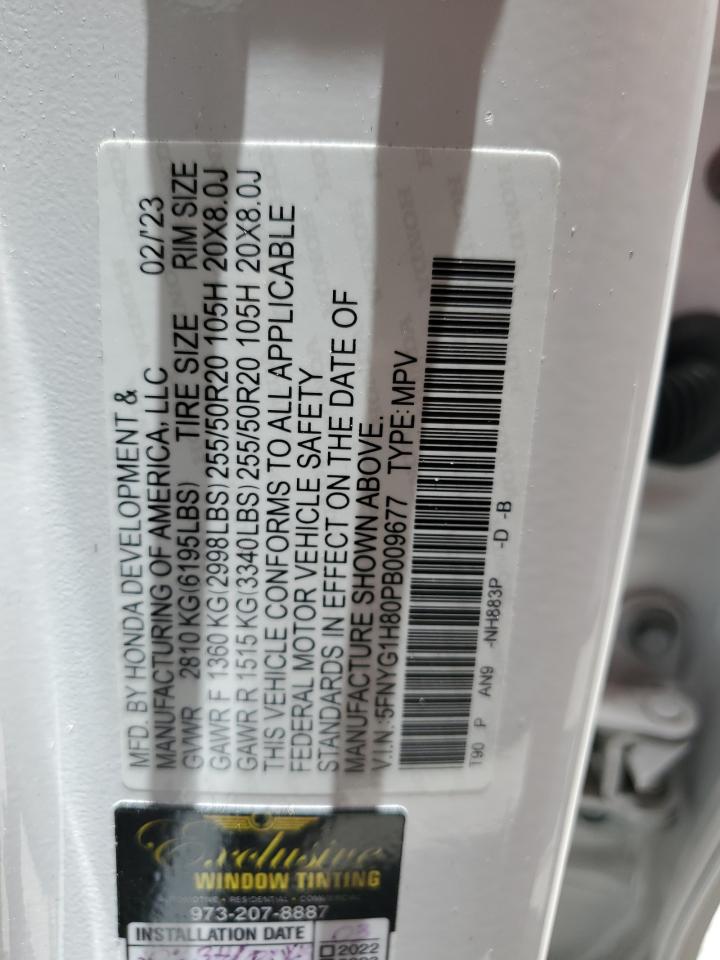 MFD. BY HONDA DEVELOPMENT &
MANUFACTURING OF AMERICA, LLC 02/'23
GVWR 2810 KG(6195LBS) TIRE SIZE RIM SIZE
GAWR F 1360 KG(2998LBS) 255/50R20 105H 20X8.0J
GAWR R 1515 KG(3340LBS) 255/50R20 105H 20X8.0J
THIS VEHICLE CONFORMS TO ALL APPLICABLE
FEDERAL MOTOR VEHICLE SAFETY
STANDARDS IN EFFECT ON THE DATE OF
MANUFACTURE SHOWN ABOVE.
V.I.N.:5FNYG1H80PB009677 TYPE:MPV
T90 P AN9 -NH883P -D -B
Exclusive
WINDOW TINTING
AUTOMOTIVE • RESIDENTIAL • COMMERCIAL
973-207-8887
INSTALLATION DATE
2022